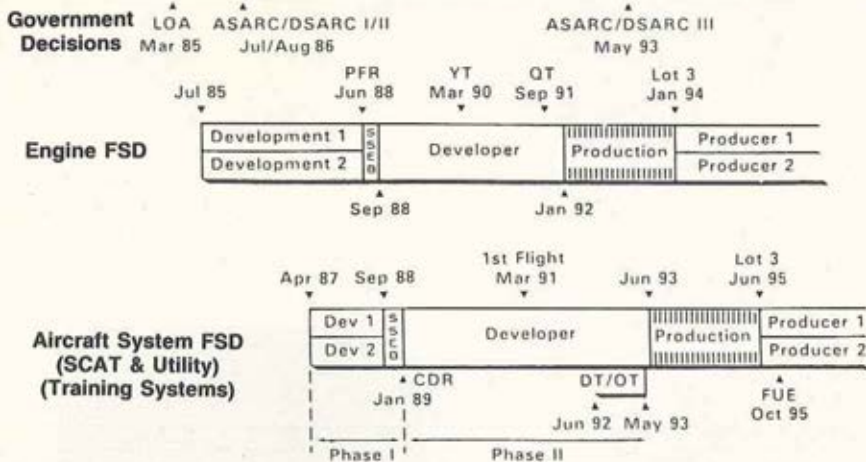 Government
Decisions
LOA
Mar 85
ASARC/DSARC I/II
Jul/Aug 86
ASARC/DSARC III
May 93
Engine FSD
Jul 85
PFR
Jun 88
YT
Mar 90
QT
Sep 91
Lot 3
Jan 94
Development 1
Development 2
SSEB
Developer
Production
Producer 1
Producer 2
Sep 88
Jan 92
Aircraft System FSD
(SCAT & Utility)
(Training Systems)
Apr 87
Sep 88
1st Flight
Mar 91
Jun 93
Lot 3
Jun 95
Dev 1
Dev 2
Developer
Production
Producer 1
Producer 2
CDR
Jan 89
DT/OT
Jun 92
May 93
FUE
Oct 95
Phase I
Phase II